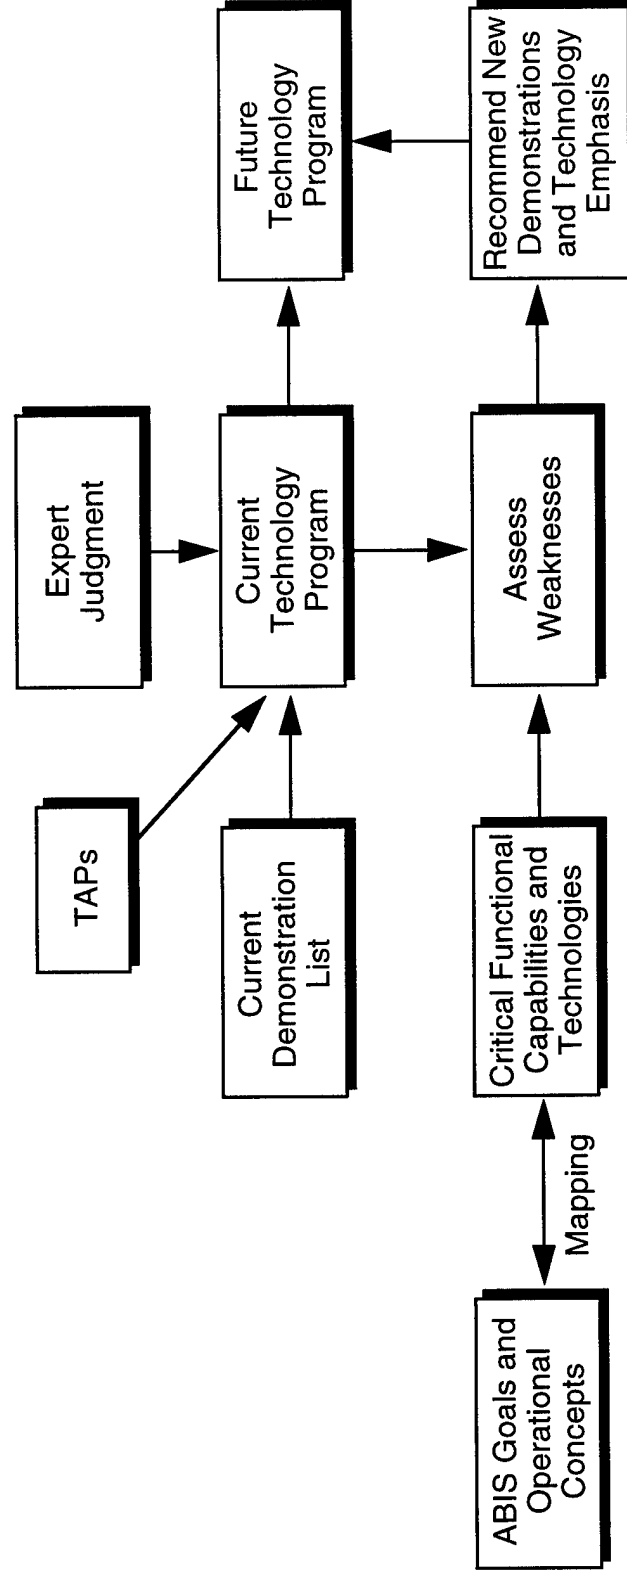 TAPs
Expert
Judgment
Current
Demonstration
List
Current
Technology
Program
Future
Technology
Program
ABIS Goals and
Operational
Concepts
Mapping
Critical Functional
Capabilities and
Technologies
Assess
Weaknesses
Recommend New
Demonstrations
and Technology
Emphasis